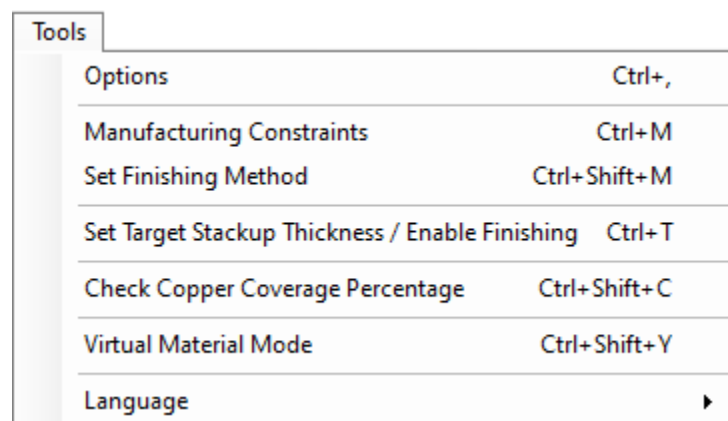 Tools
Options Ctrl+,
Manufacturing Constraints Ctrl+M
Set Finishing Method Ctrl+Shift+M
Set Target Stackup Thickness / Enable Finishing Ctrl+T
Check Copper Coverage Percentage Ctrl+Shift+C
Virtual Material Mode Ctrl+Shift+Y
Language